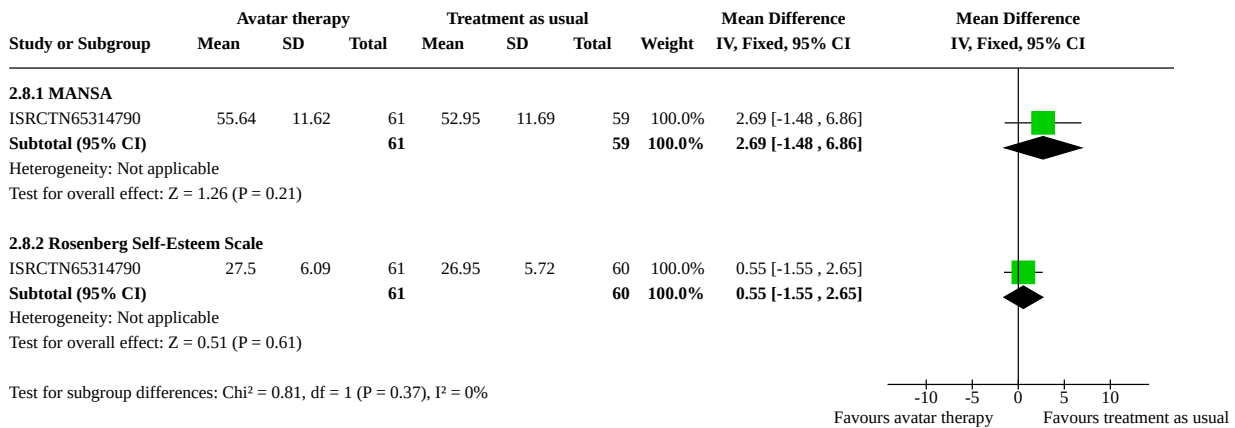 Avatar therapy Treatment as usual Mean Difference Mean Difference
Study or Subgroup Mean SD Total Mean SD Total Weight IV, Fixed, 95% CI IV, Fixed, 95% CI
2.8.1 MANSA
ISRCTN65314790 55.64 11.62 61 52.95 11.69 59 100.0% 2.69 [-1.48 , 6.86]
Subtotal (95% CI) 61 59 100.0% 2.69 [-1.48 , 6.86]
Heterogeneity: Not applicable
Test for overall effect: Z = 1.26 (P = 0.21)
2.8.2 Rosenberg Self-Esteem Scale
ISRCTN65314790 27.5 6.09 61 26.95 5.72 60 100.0% 0.55 [-1.55 , 2.65]
Subtotal (95% CI) 61 60 100.0% 0.55 [-1.55 , 2.65]
Heterogeneity: Not applicable
Test for overall effect: Z = 0.51 (P = 0.61)
Test for subgroup differences: Chi² = 0.81, df = 1 (P = 0.37), I² = 0%
-10 -5 0 5 10
Favours avatar therapy Favours treatment as usual